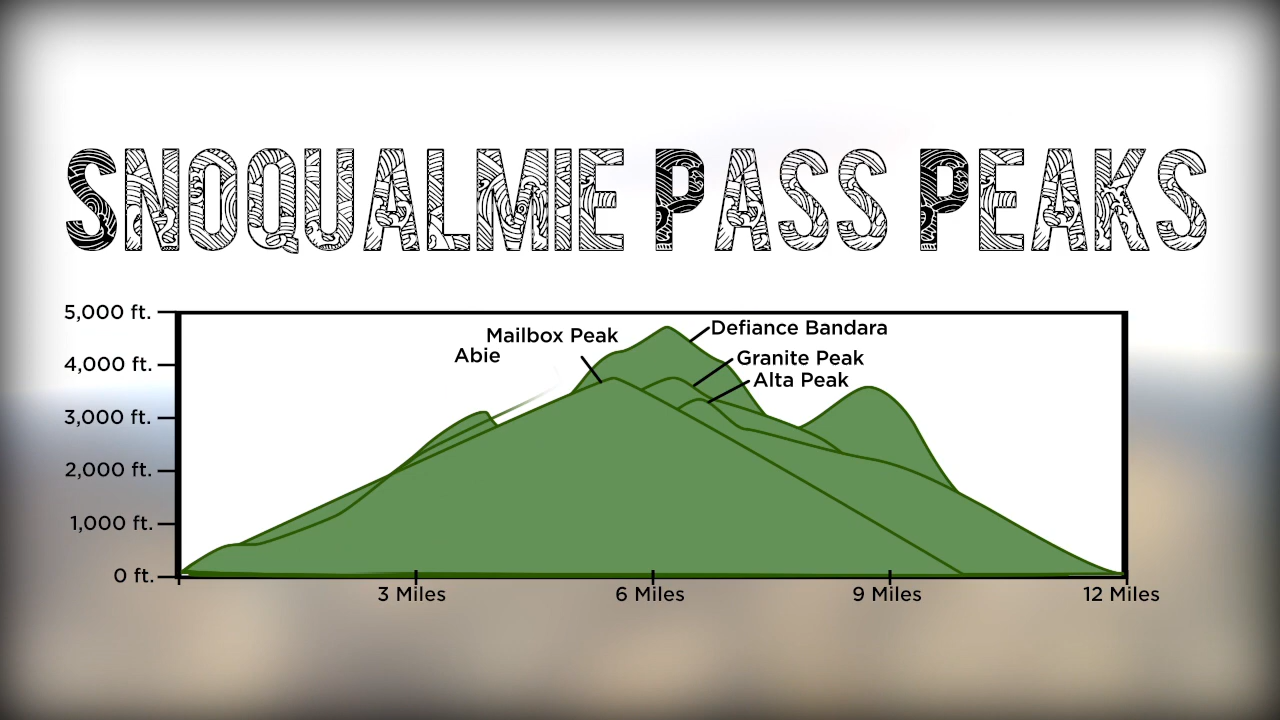 SNOQUALMIE PASS PEAKS
5,000 ft.
4,000 ft.
3,000 ft.
2,000 ft.
1,000 ft.
0 ft.
Mailbox Peak
Abie
Defiance Bandara
Granite Peak
Alta Peak
3 Miles
6 Miles
9 Miles
12 Miles